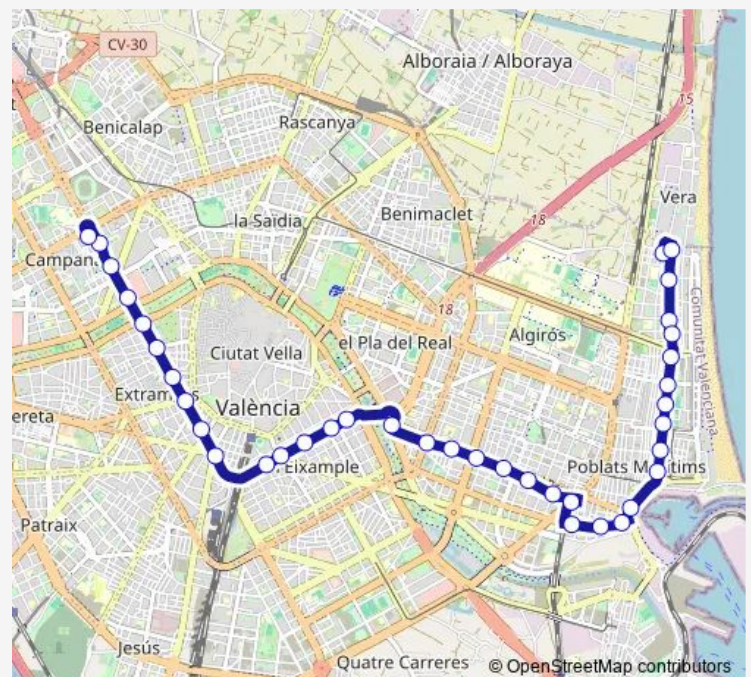 CV-30
Alboraia / Alboraya
15
Benicalap
Rascanya
Vera
Benimaclet
la Saïdia
18
Campan
18
Comunitat Valenciana
el Pla del Real
Algirós
Ciutat Vella
Extram
s
València
ereta
Eixample
Poblats M
tims
Patraix
Jesús
Quatre Carreres
© OpenStreetMap contributors